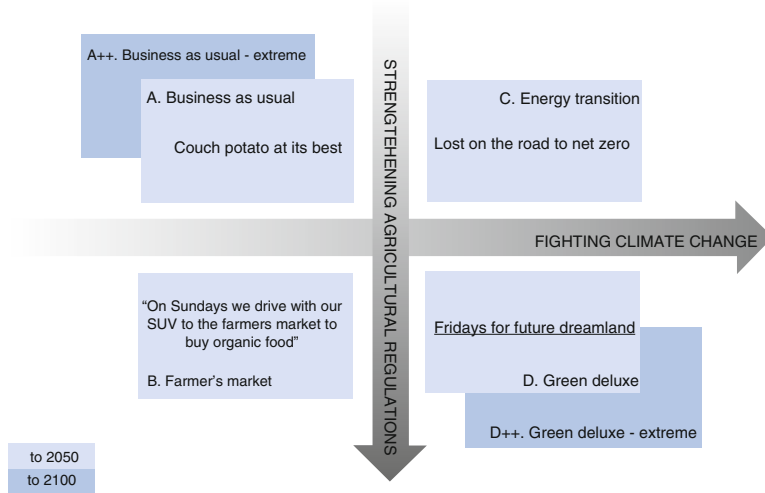 A++. Business as usual - extreme
A. Business as usual
Couch potato at its best
STRENGTEHENING AGRICULTURAL REGULATIONS
C. Energy transition
Lost on the road to net zero
FIGHTING CLIMATE CHANGE
“On Sundays we drive with our
SUV to the farmers market to
buy organic food”
B. Farmer’s market
Fridays for future dreamland
D. Green deluxe
D++. Green deluxe - extreme
to 2050
to 2100